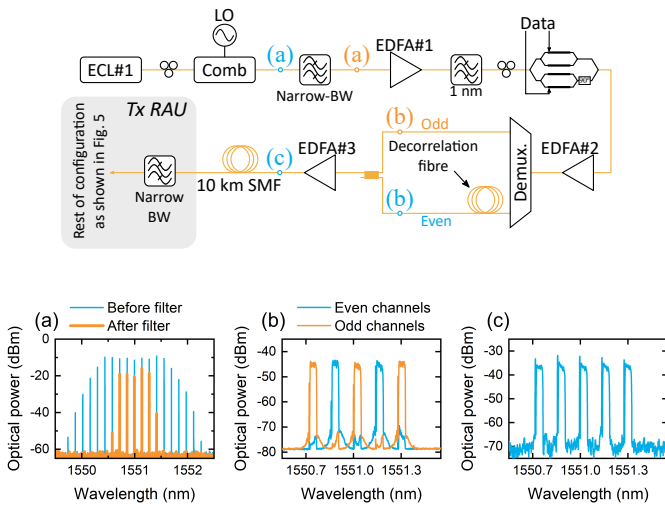 LO
ECL#1
Comb
(a)
Narrow-BW
(a)
EDFA#1
1 nm
Data
Tx RAU
Rest of configuration
as shown in Fig. 5
Narrow
BW
10 km SMF
(c)
EDFA#3
(b)
Odd
Decorrelation
fibre
(b)
Even
Demux.
EDFA#2
(a)
Before filter
After filter
Optical power (dBm)
0
-20
-40
-60
1550
1551
1552
Wavelength (nm)
(b)
Even channels
Odd channels
Optical power (dBm)
-40
-50
-60
-70
-80
1550.7
1551.0
1551.3
Wavelength (nm)
(c)
Optical power (dBm)
-30
-40
-50
-60
-70
1550.7
1551.0
1551.3
Wavelength (nm)